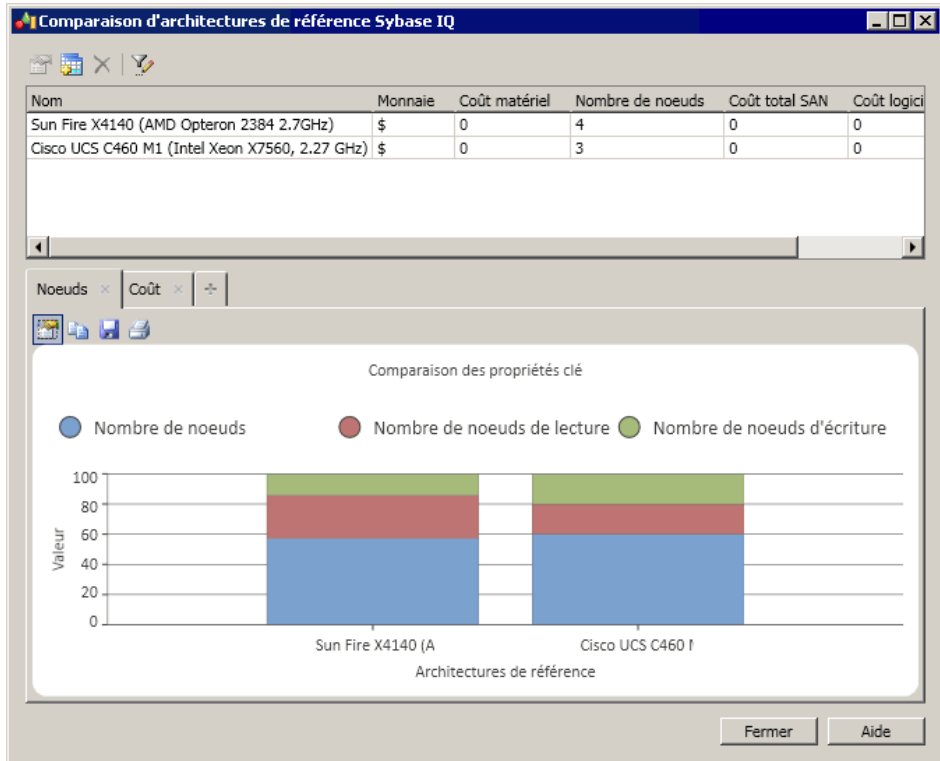 Comparaison d'architectures de référence Sybase IQ
Nom Monnaie Coût matériel Nombre de noeuds Coût total SAN Coût logici
Sun Fire X4140 (AMD Opteron 2384 2.7GHz) $ 0 4 0 0
Cisco UCS C460 M1 (Intel Xeon X7560, 2.27 GHz) $ 0 3 0 0
Noeuds Coût
Comparaison des propriétés clé
Nombre de noeuds Nombre de noeuds de lecture Nombre de noeuds d'écriture
100
80
60
40
20
0
Valeur
Sun Fire X4140 (A Cisco UCS C460 M
Architectures de référence
Fermer Aide